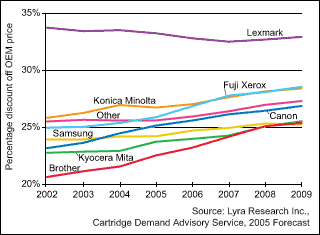 Percentage discount off OEM price
35%
30%
25%
20%
Lexmark
Fuji Xerox
Konica Minolta
Other
Canon
Samsung
Kyocera Mita
Brother
2002 2003 2004 2005 2006 2007 2008 2009
Source: Lyra Research Inc.,
Cartridge Demand Advisory Service, 2005 Forecast